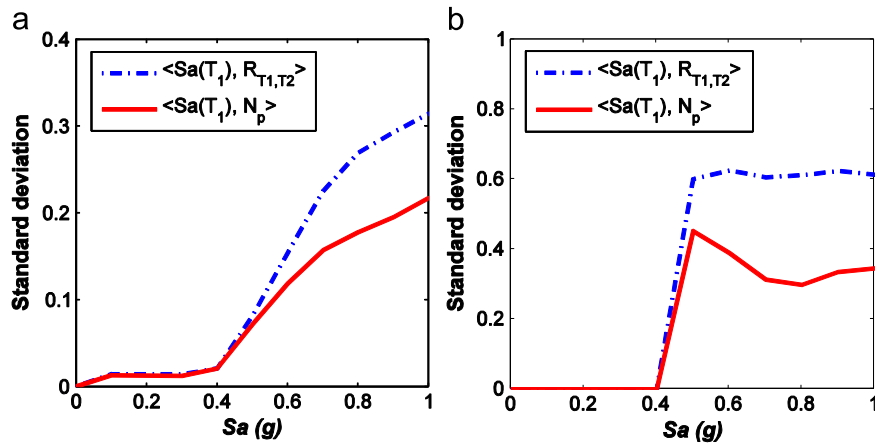 a
Standard deviation
0.4
0.3
0.2
0.1
0
<Sa(T1), RT1,T2>
<Sa(T1), Np>
0 0.2 0.4 0.6 0.8 1
Sa (g)
b
Standard deviation
1
0.8
0.6
0.4
0.2
0
<Sa(T1), RT1,T2>
<Sa(T1), Np>
0 0.2 0.4 0.6 0.8 1
Sa (g)